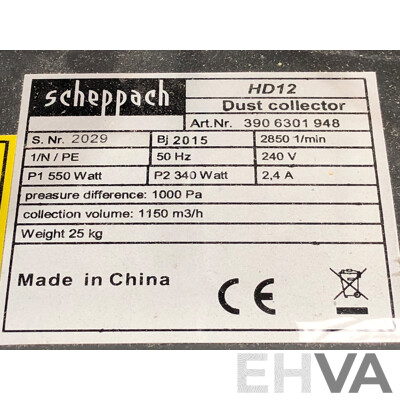 scheppach
HD12
Dust collector
Art.Nr. 390 6301 948
S. Nr. 2029 Bj 2015 2850 1/min
1/N / PE 50 Hz 240 V
P1 550 Watt P2 340 Watt 2,4 A
preasure difference: 1000 Pa
collection volume: 1150 m3/h
Weight 25 kg
Made in China
CE
EHVA